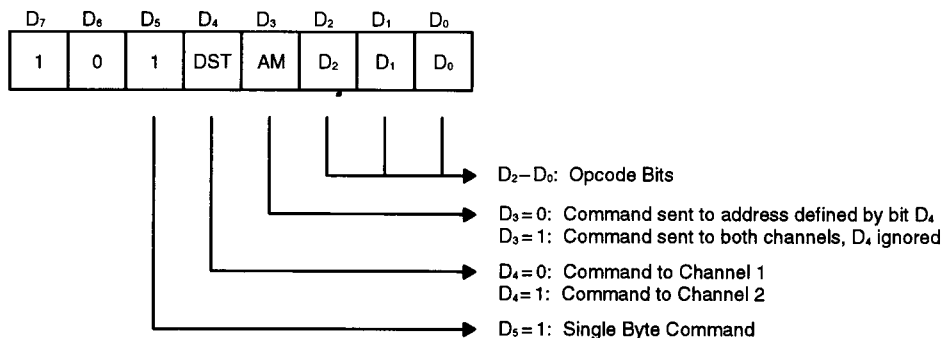 D₇ D₆ D₅ D₄ D₃ D₂ D₁ D₀
1 0 1 DST AM D₂ D₁ D₀
D₂–D₀: Opcode Bits
D₃=0: Command sent to address defined by bit D₄
D₃=1: Command sent to both channels, D₄ ignored
D₄=0: Command to Channel 1
D₄=1: Command to Channel 2
D₅=1: Single Byte Command